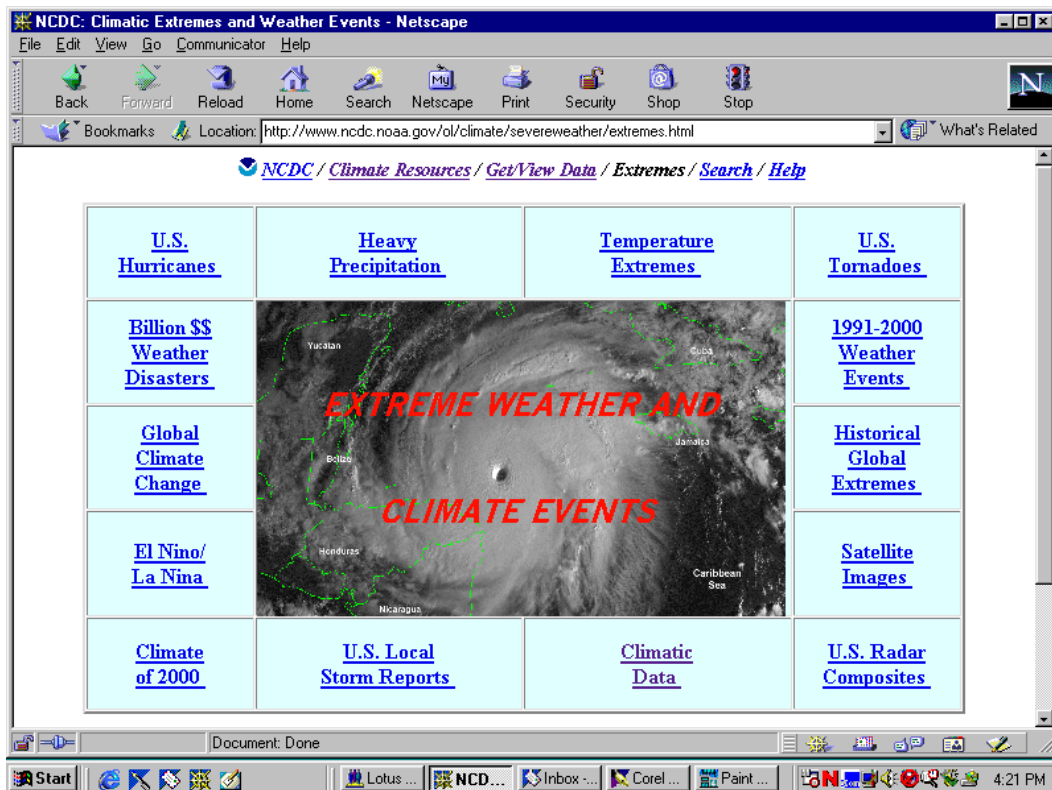 NCDC: Climatic Extremes and Weather Events - Netscape
File Edit View Go Communicator Help
Back Forward Reload Home Search My Netscape Print Security Shop Stop N
Bookmarks Location: http://www.ncdc.noaa.gov/ol/climate/severeweather/extremes.html What's Related
NCDC / Climate Resources / Get/View Data / Extremes / Search / Help
U.S.
Hurricanes
Heavy
Precipitation
Temperature
Extremes
U.S.
Tornadoes
Billion $$
Weather
Disasters
Yucatan
Cuba
EXTREME WEATHER AND
Jamaica
1991-2000
Weather
Events
Global
Climate
Change
Belize
Historical
Global
Extremes
CLIMATE EVENTS
El Nino/
La Nina
Honduras
Caribbean
Sea
Nicaragua
Satellite
Images
Climate
of 2000
U.S. Local
Storm Reports
Climatic
Data
U.S. Radar
Composites
Document: Done
Start Lotus ... NCD... Inbox -... Corel ... Paint ... N 4:21 PM